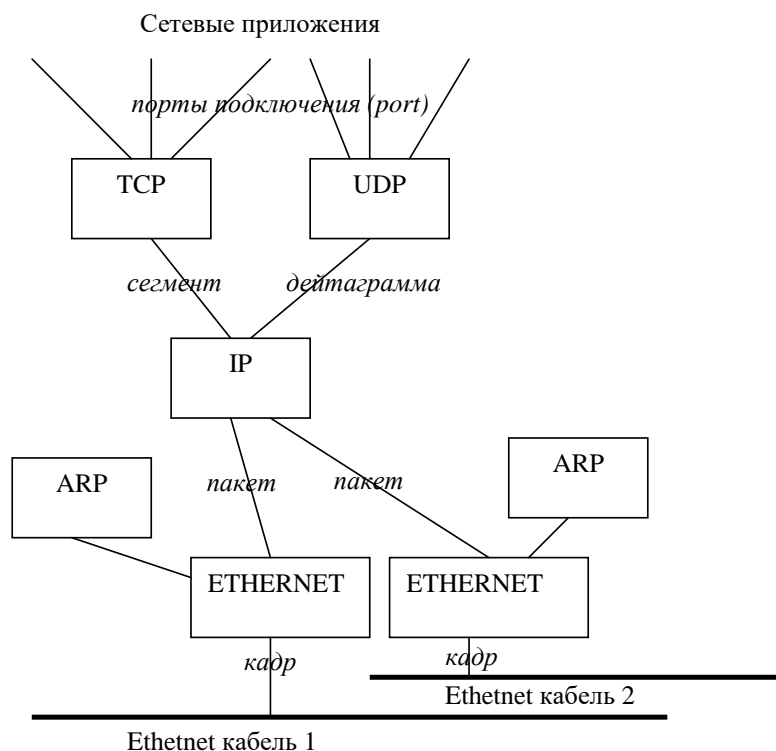 Сетевые приложения
порты подключения (port)
TCP
UDP
сегмент
дейтаграмма
IP
ARP
пакет
пакет
ARP
ETHERNET
ETHERNET
кадр
кадр
Ethetnet кабель 2
Ethetnet кабель 1